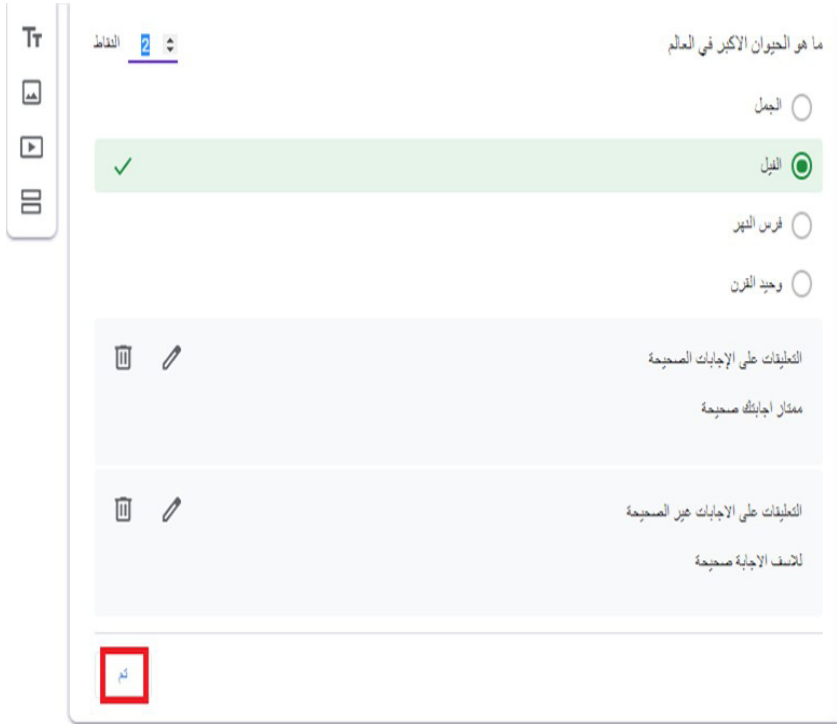 ما هو الحيوان الاكبر في العالم
2 النقاط
الجمل
الفيل
فرس النهر
وحيد القرن
التعليقات على الإجابات الصحيحة
ممتاز اجابتك صحيحة
التعليقات على الاجابات غير الصحيحة
للاسف الاجابة صحيحة
تم